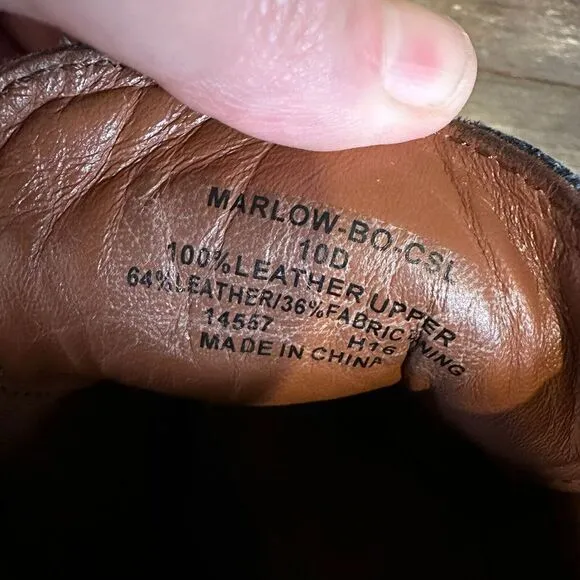 MARLOW-BO-CSL
10D
100%LEATHER UPPER
64%LEATHER/36%FABRIC LINING
14557 H16
MADE IN CHINA